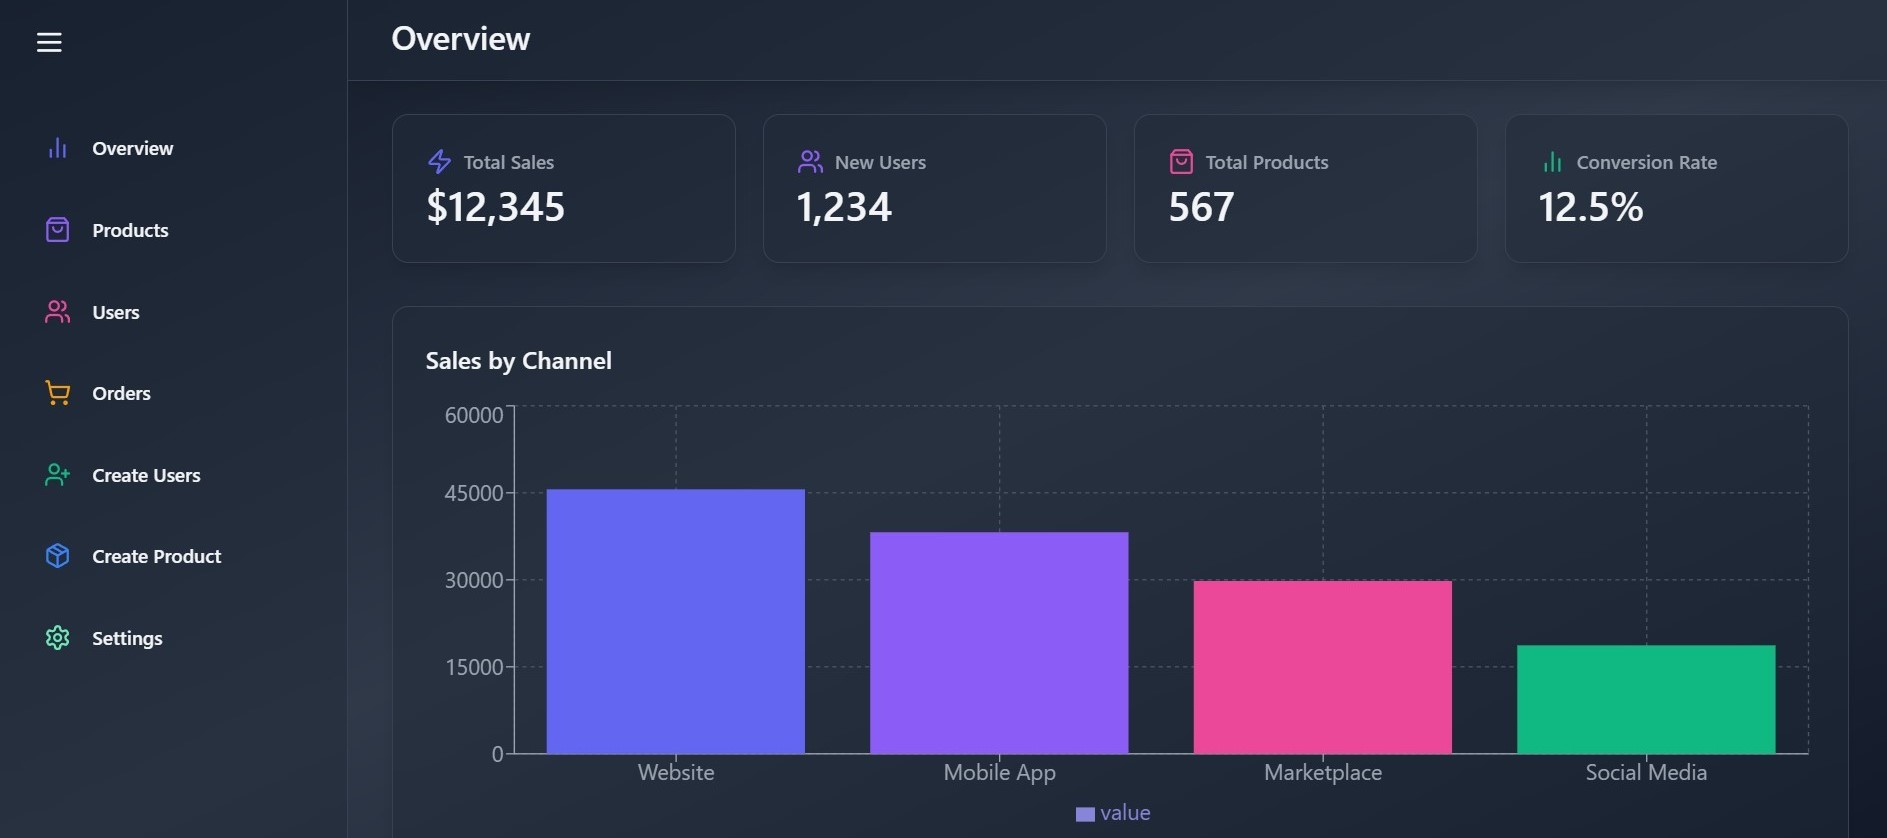 Overview
Overview
Products
Users
Orders
Create Users
Create Product
Settings
Total Sales
$12,345
New Users
1,234
Total Products
567
Conversion Rate
12.5%
Sales by Channel
60000
45000
30000
15000
0
Website
Mobile App
Marketplace
Social Media
value